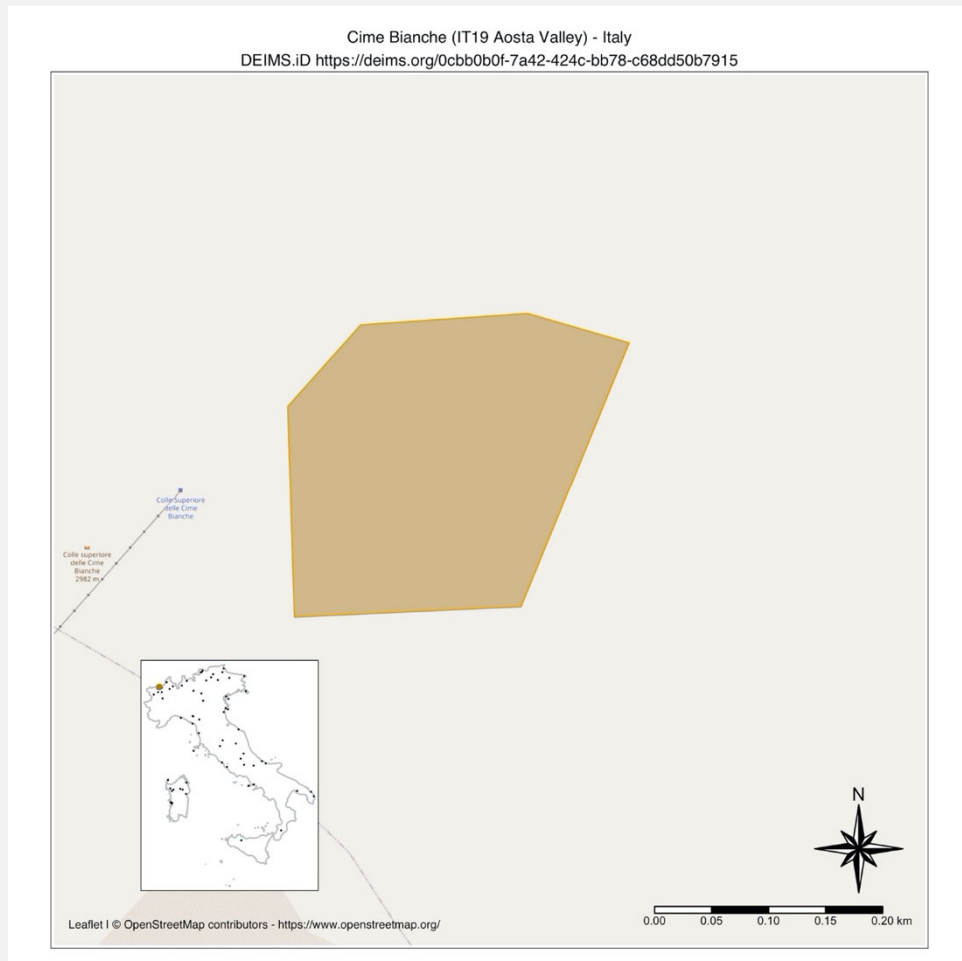 Cime Bianche (IT19 Aosta Valley) - Italy
DEIMS.iD https://deims.org/0cbb0b0f-7a42-424c-bb78-c68dd50b7915
Colle Superiore
delle Cime
Bianche
Colle superiore
delle Cime
Bianche
2982 m
N
0.00 0.05 0.10 0.15 0.20 km
Leaflet | © OpenStreetMap contributors - https://www.openstreetmap.org/